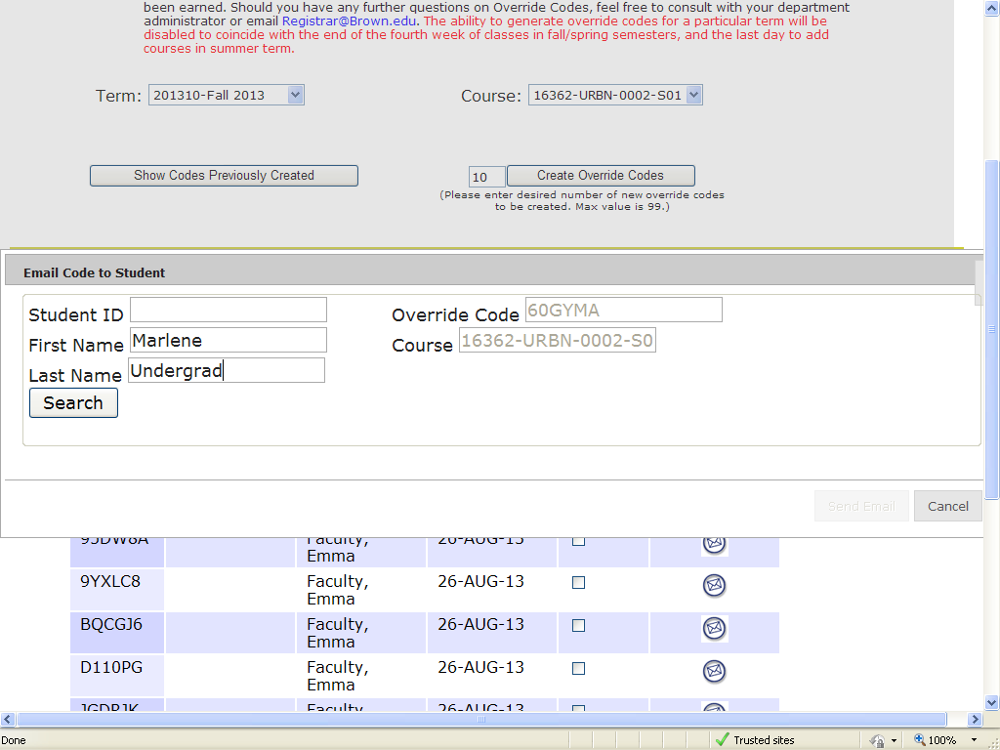 been earned. Should you have any further questions on Override Codes, feel free to consult with your department
administrator or email Registrar@Brown.edu. The ability to generate override codes for a particular term will be
disabled to coincide with the end of the fourth week of classes in fall/spring semesters, and the last day to add
courses in summer term.
Term: 201310-Fall 2013 Course: 16362-URBN-0002-S01
Show Codes Previously Created 10 Create Override Codes
(Please enter desired number of new override codes
to be created. Max value is 99.)
Email Code to Student
Student ID Override Code 60GYMA
First Name Marlene Course 16362-URBN-0002-S0
Last Name Undergrad
Search
Send Email Cancel
95DW8A Faculty, 26-AUG-13
Emma
9YXLC8 Faculty, 26-AUG-13
Emma
BQCGJ6 Faculty, 26-AUG-13
Emma
D110PG Faculty, 26-AUG-13
Emma
Faculty 26-AUG-13
Done Trusted sites 100%